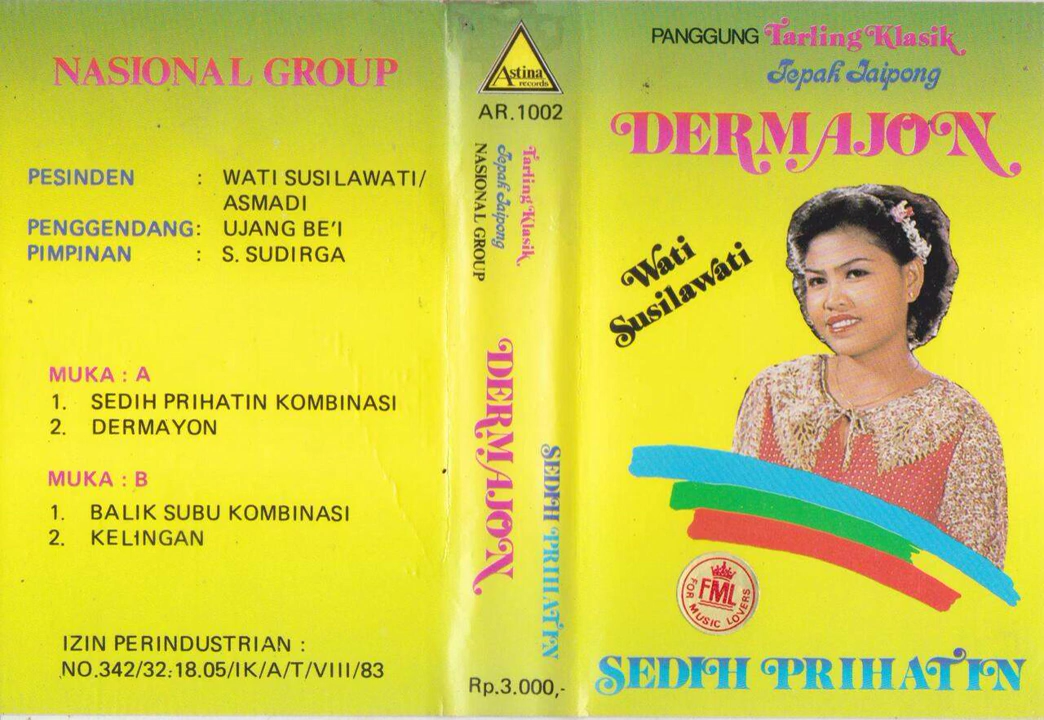 NASIONAL GROUP
PESINDEN : WATI SUSILAWATI/
ASMADI
PENGGENDANG: UJANG BE'I
PIMPINAN : S. SUDIRGA
MUKA : A
1. SEDIH PRIHATIN KOMBINASI
2. DERMAYON
MUKA : B
1. BALIK SUBU KOMBINASI
2. KELINGAN
IZIN PERINDUSTRIAN :
NO.342/32.18.05/IK/A/T/VIII/83
Astina
records
AR.1002
Tarling Klasik
Tepak Jaipong
NASIONAL GROUP
DERMAJON
SEDIH PRIHATIN
Rp.3.000,-
PANGGUNG Tarling Klasik
Tepak Jaipong
DERMAJON
Wati
Susilawati
FML
FOR MUSIC LOVERS
SEDIH PRIHATIN